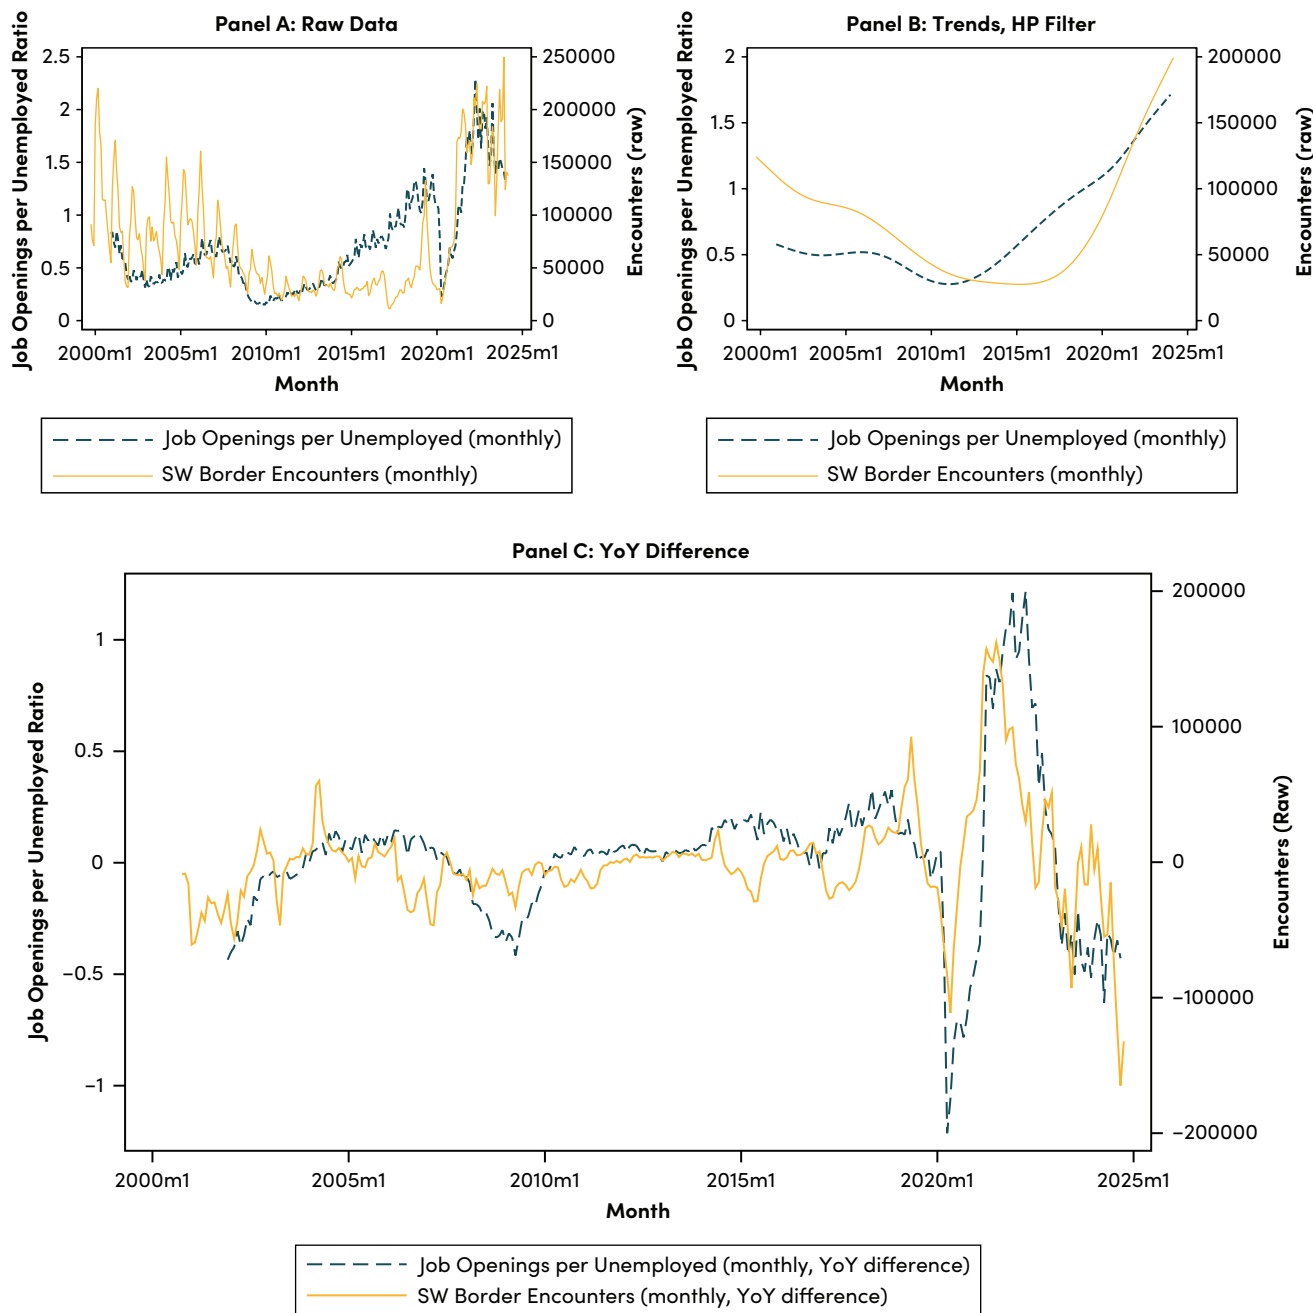 Panel A: Raw Data
Job Openings per Unemployed Ratio
2.5
2
1.5
1
0.5
0
250000
200000
150000
100000
50000
0
Encounters (raw)
2000m1 2005m1 2010m1 2015m1 2020m1 2025m1
Month
Job Openings per Unemployed (monthly)
SW Border Encounters (monthly)
Panel B: Trends, HP Filter
Job Openings per Unemployed Ratio
2
1.5
1
0.5
0
200000
150000
100000
50000
0
Encounters (raw)
2000m1 2005m1 2010m1 2015m1 2020m1 2025m1
Month
Job Openings per Unemployed (monthly)
SW Border Encounters (monthly)
Panel C: YoY Difference
Job Openings per Unemployed Ratio
1
0.5
0
−0.5
−1
200000
100000
0
−100000
−200000
Encounters (Raw)
2000m1 2005m1 2010m1 2015m1 2020m1 2025m1
Month
Job Openings per Unemployed (monthly, YoY difference)
SW Border Encounters (monthly, YoY difference)